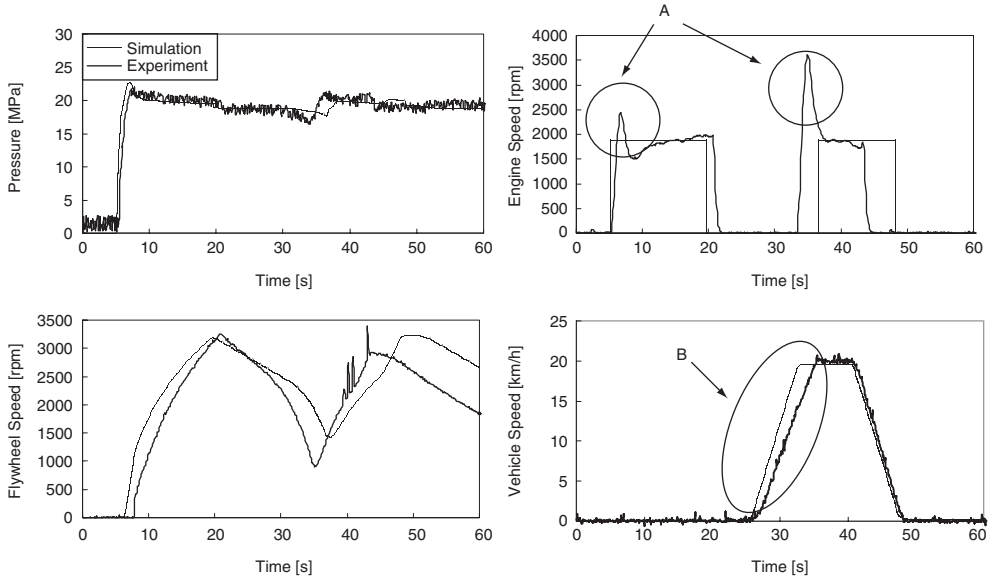 30
25
20
15
10
5
0
Pressure [MPa]
Simulation
Experiment
0 10 20 30 40 50 60
Time [s]
A
4000
3500
3000
2500
2000
1500
1000
500
0
Engine Speed [rpm]
0 10 20 30 40 50 60
Time [s]
3500
3000
2500
2000
1500
1000
500
0
Flywheel Speed [rpm]
0 10 20 30 40 50 60
Time [s]
25
20
15
10
5
0
Vehicle Speed [km/h]
B
0 10 20 30 40 50 60
Time [s]